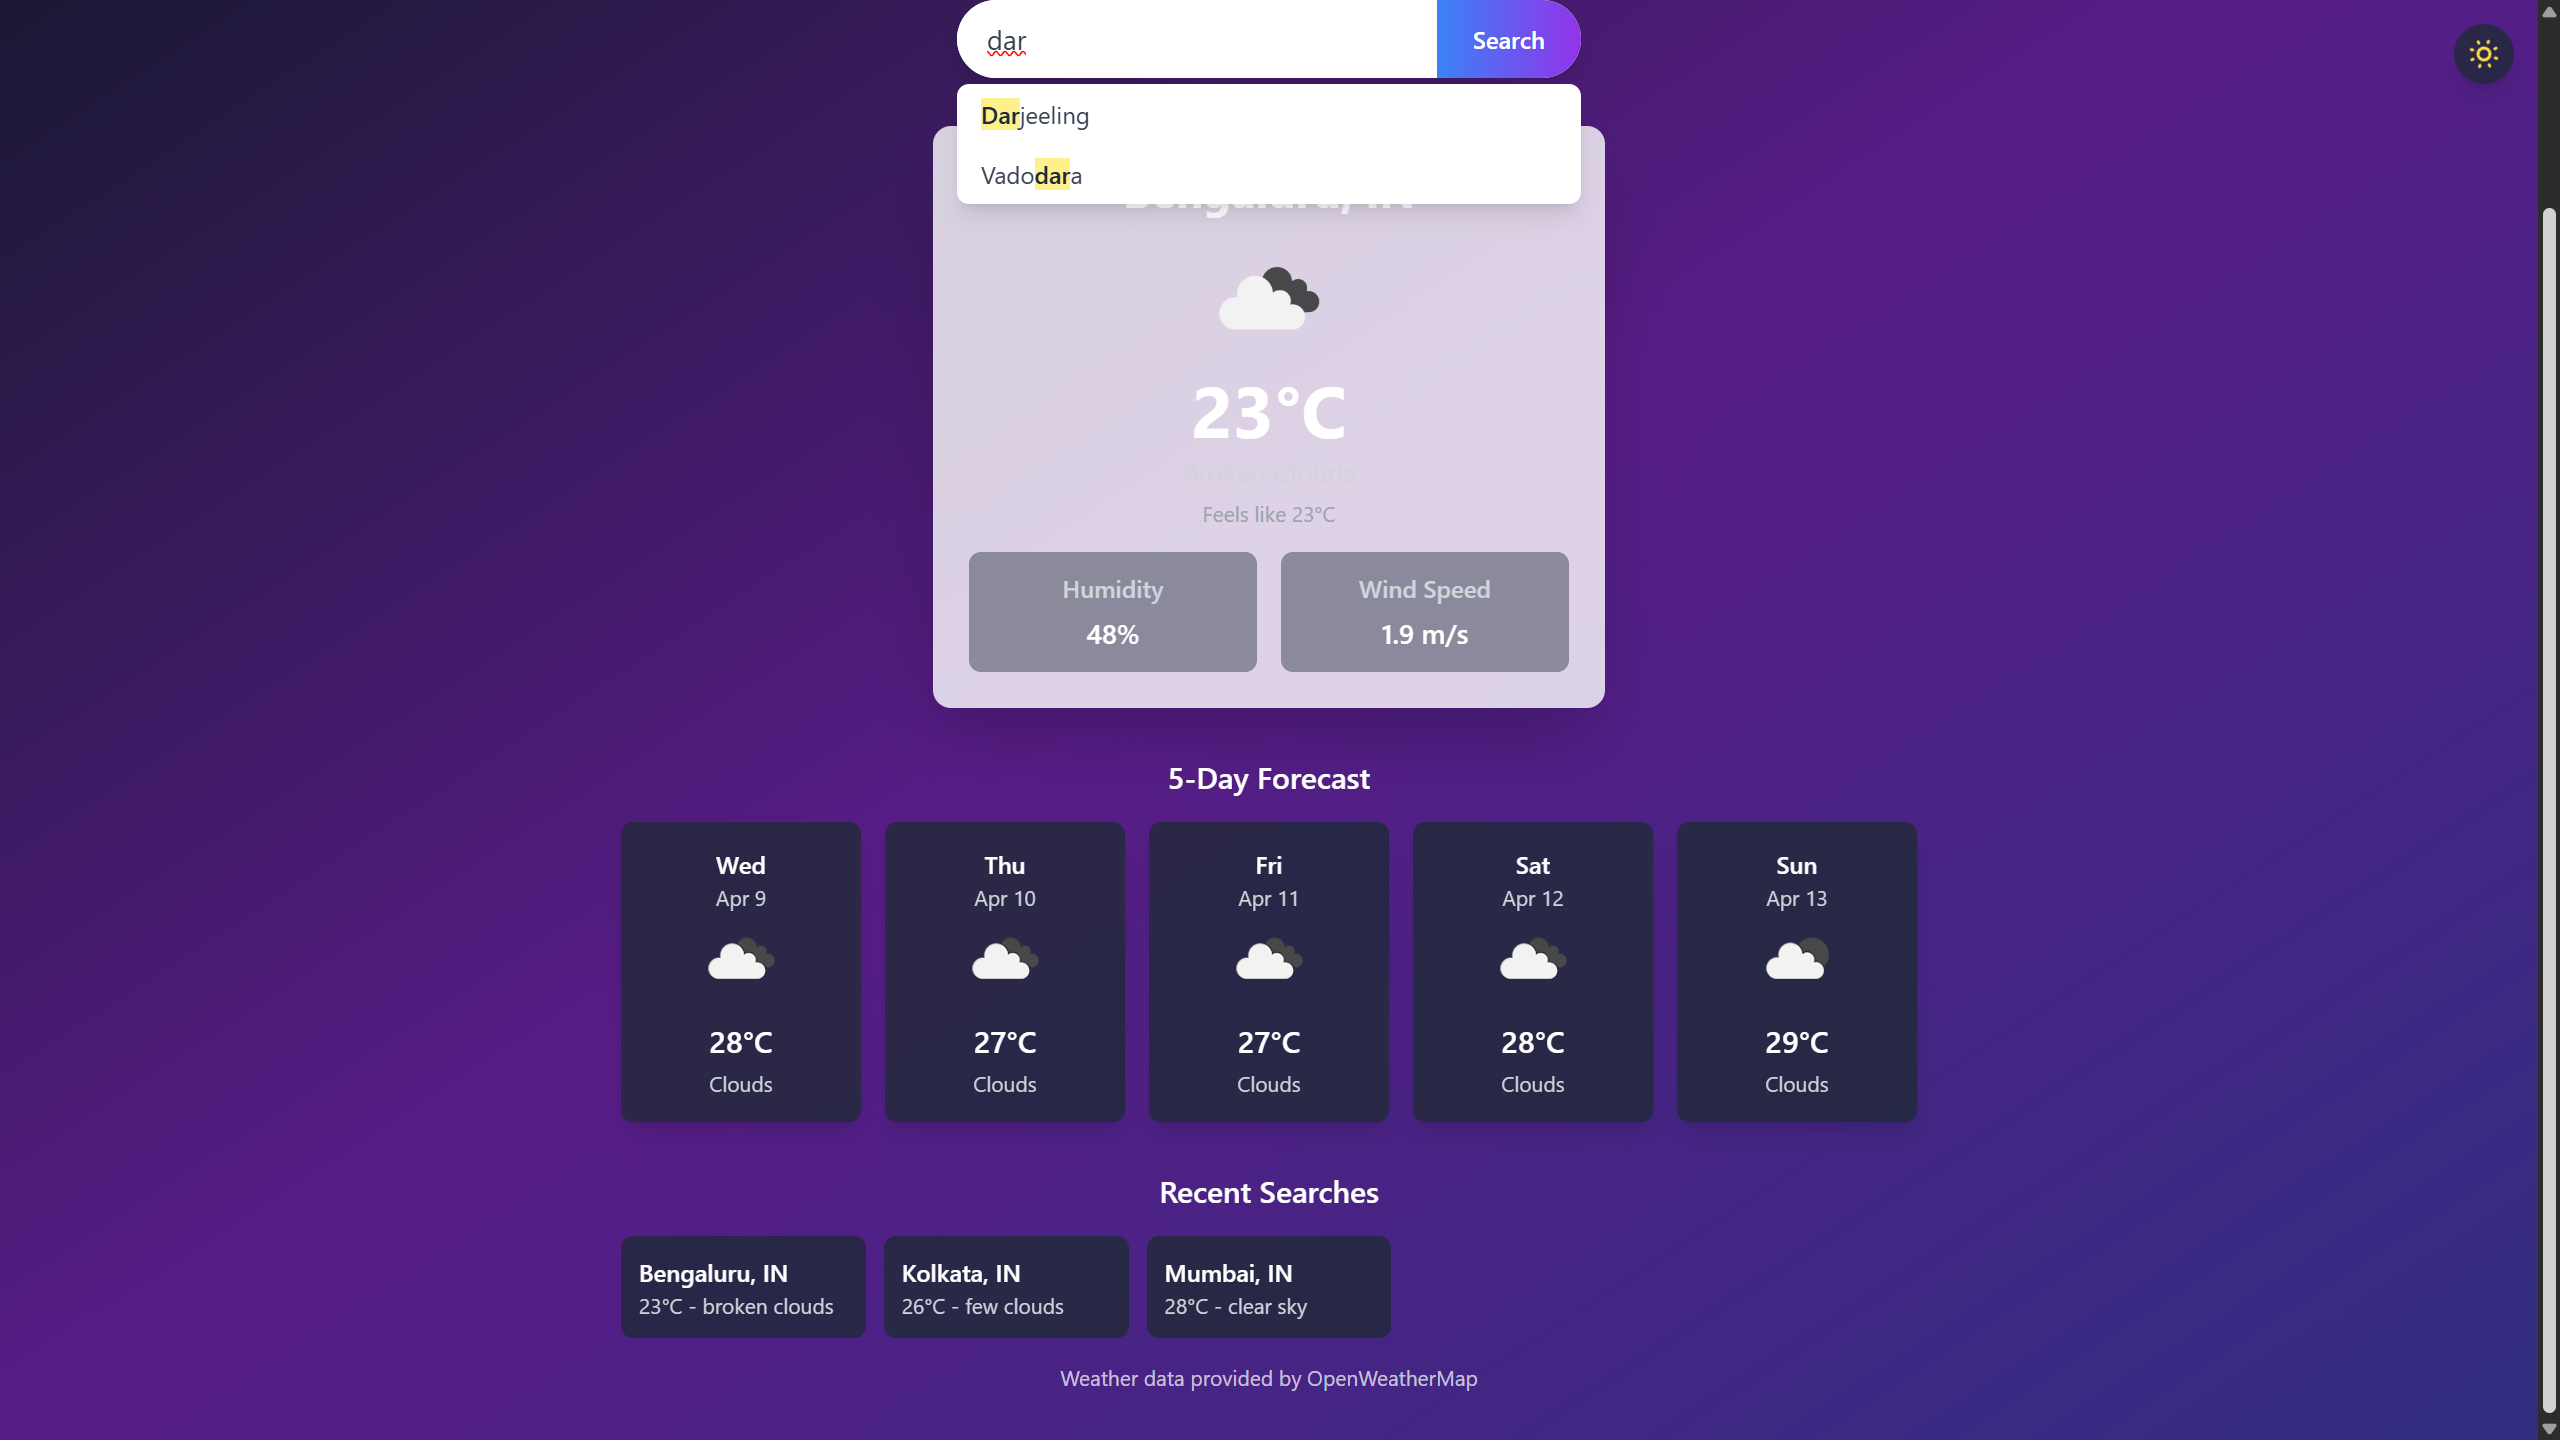 dar
Search
Darjeeling
Vadodara
Bengaluru, IN
23°C
Broken Clouds
Feels like 23°C
Humidity
48%
Wind Speed
1.9 m/s
5-Day Forecast
Wed
Apr 9
28°C
Clouds
Thu
Apr 10
27°C
Clouds
Fri
Apr 11
27°C
Clouds
Sat
Apr 12
28°C
Clouds
Sun
Apr 13
29°C
Clouds
Recent Searches
Bengaluru, IN
23°C - broken clouds
Kolkata, IN
26°C - few clouds
Mumbai, IN
28°C - clear sky
Weather data provided by OpenWeatherMap